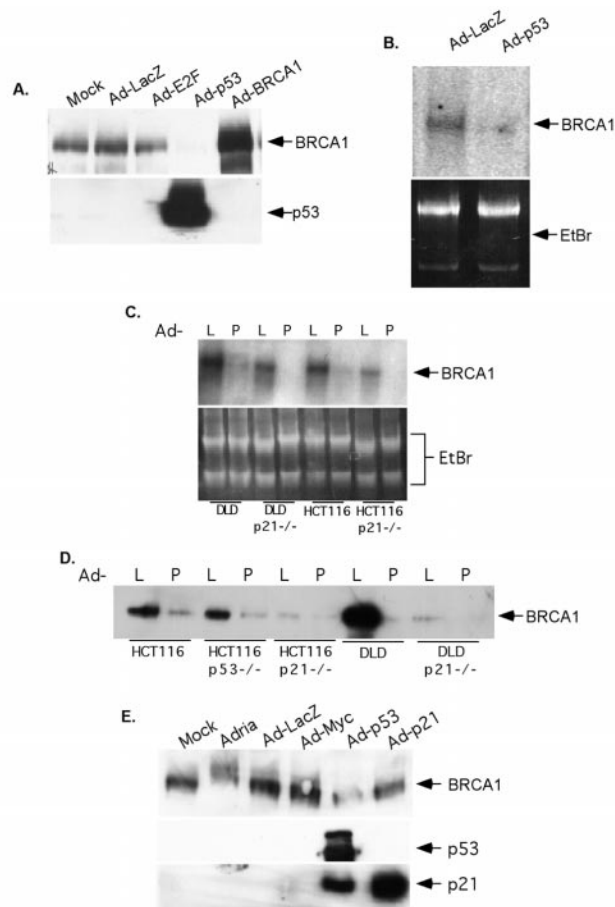 A.
Mock Ad-LacZ Ad-E2F Ad-p53 Ad-BRCA1
BRCA1
p53
B.
Ad-LacZ Ad-p53
BRCA1
EtBr
C.
Ad- L P L P L P L P
BRCA1
EtBr
DLD DLD HCT116 HCT116
p21-/- p21-/-
D.
Ad- L P L P L P L P L P
BRCA1
HCT116 HCT116 HCT116 DLD DLD
p53-/- p21-/- p21-/-
E.
Mock Adria Ad-LacZ Ad-Myc Ad-p53 Ad-p21
BRCA1
p53
p21